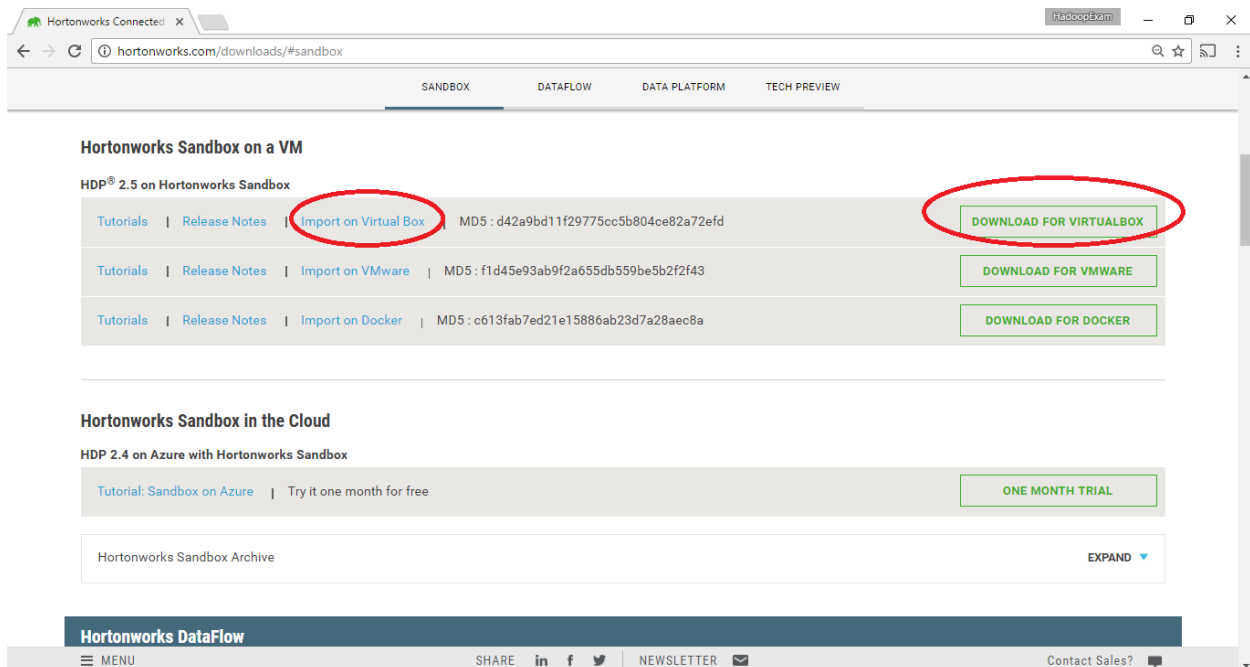 Hortonworks Connected
HadoopExam
hortonworks.com/downloads/#sandbox
SANDBOX DATAFLOW DATA PLATFORM TECH PREVIEW
Hortonworks Sandbox on a VM
HDP® 2.5 on Hortonworks Sandbox
Tutorials | Release Notes | Import on Virtual Box | MD5 : d42a9bd11f29775cc5b804ce82a72efd DOWNLOAD FOR VIRTUALBOX
Tutorials | Release Notes | Import on VMware | MD5 : f1d45e93ab9f2a655db559be5b2f2f43 DOWNLOAD FOR VMWARE
Tutorials | Release Notes | Import on Docker | MD5 : c613fab7ed21e15886ab23d7a28aec8a DOWNLOAD FOR DOCKER
Hortonworks Sandbox in the Cloud
HDP 2.4 on Azure with Hortonworks Sandbox
Tutorial: Sandbox on Azure | Try it one month for free ONE MONTH TRIAL
Hortonworks Sandbox Archive EXPAND
Hortonworks DataFlow
MENU SHARE in f NEWSLETTER Contact Sales?